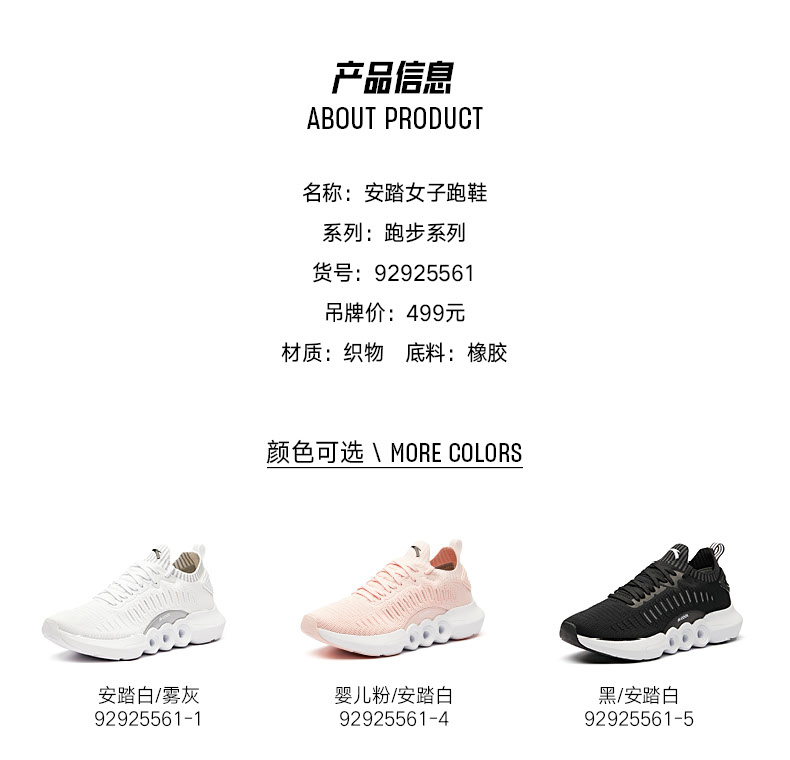 产品信息
ABOUT PRODUCT
名称：安踏女子跑鞋
系列：跑步系列
货号：92925561
吊牌价：499元
材质：织物 底料：橡胶
颜色可选 \ MORE COLORS
安踏白/雾灰
92925561-1
婴儿粉/安踏白
92925561-4
黑/安踏白
92925561-5